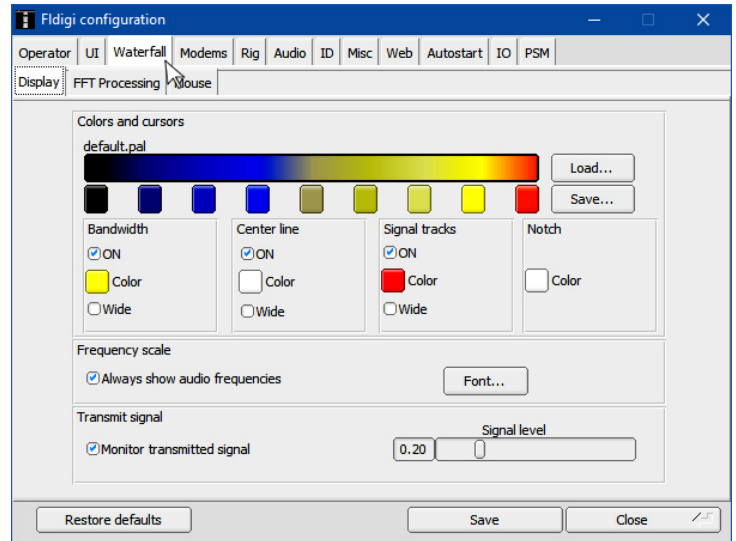 Fldigi configuration
Operator UI Waterfall Modems Rig Audio ID Misc Web Autostart IO PSM
Display FFT Processing Mouse
Colors and cursors
default.pal
Load...
Save...
Bandwidth Center line Signal tracks Notch
ON ON ON
Color Color Color Color
Wide Wide Wide
Frequency scale
Always show audio frequencies Font...
Transmit signal
Signal level
Monitor transmitted signal 0.20
Restore defaults Save Close